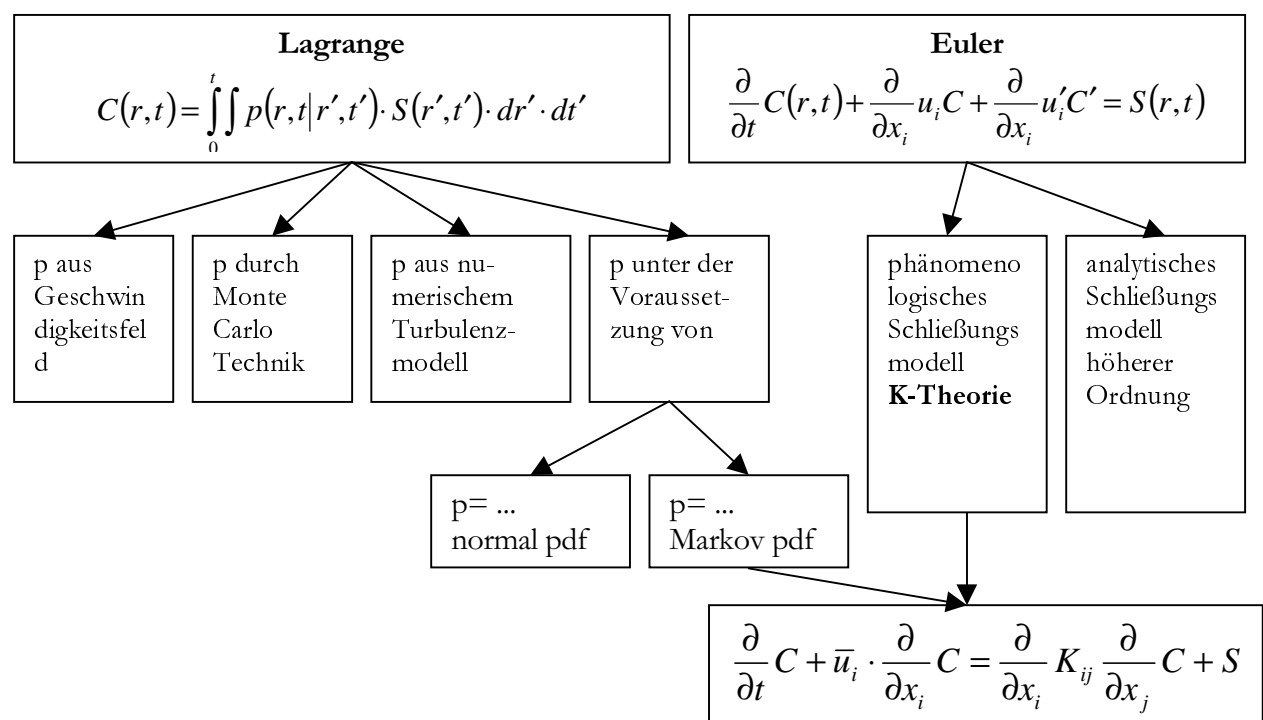 Lagrange
C(r,t) = ∫₀ᵗ ∫ p(r,t|r′,t′) · S(r′,t′) · dr′ · dt′
Euler
∂/∂t C(r,t) + ∂/∂xᵢ uᵢC + ∂/∂xᵢ u′ᵢC′ = S(r,t)
p aus
Geschwin
digkeitsfel
d
p durch
Monte
Carlo
Technik
p aus nu-
merischem
Turbulenz-
modell
p unter der
Vorausset-
zung von
phänomeno
logisches
Schließungs
modell
K-Theorie
analytisches
Schließungs
modell
höherer
Ordnung
p= ...
normal pdf
p= ...
Markov pdf
∂/∂t C + u̅ᵢ · ∂/∂xᵢ C = ∂/∂xᵢ Kᵢⱼ ∂/∂xⱼ C + S